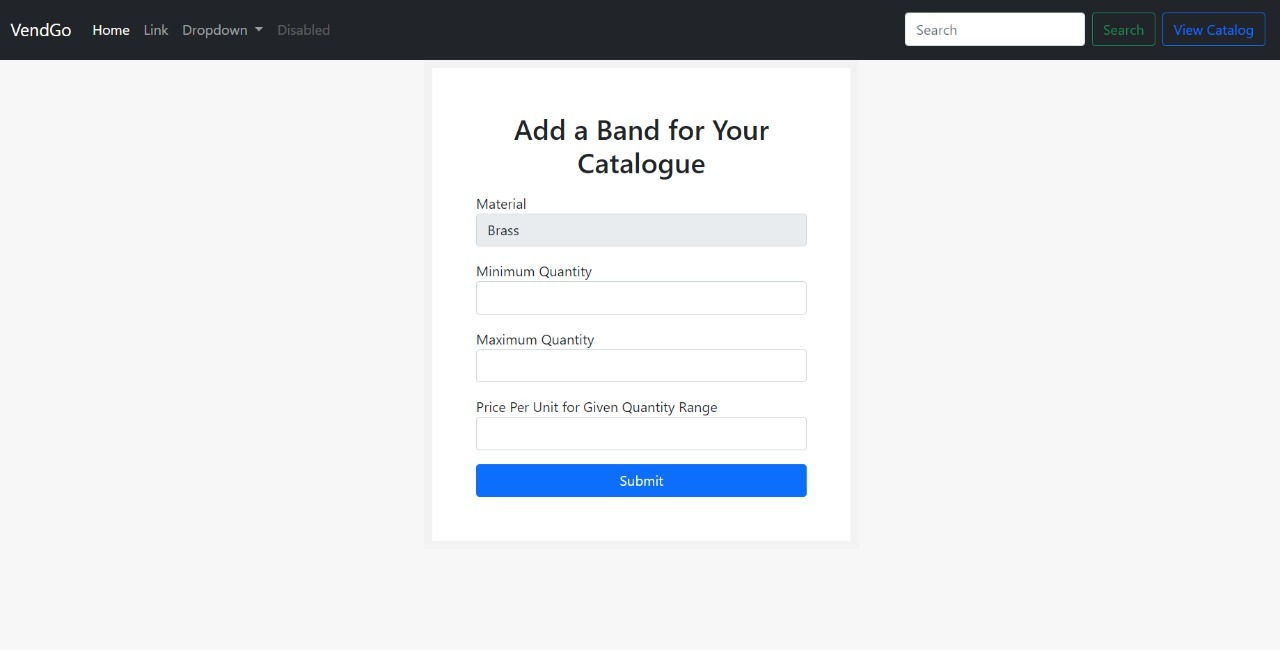 VendGo Home Link Dropdown Disabled Search Search View Catalog
Add a Band for Your
Catalogue
Material
Brass
Minimum Quantity
Maximum Quantity
Price Per Unit for Given Quantity Range
Submit